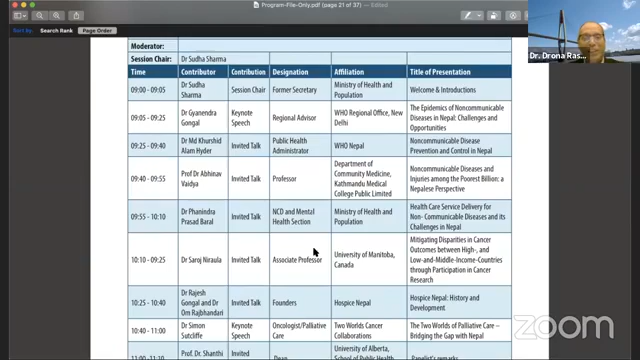 Program-File-Only.pdf (page 21 of 37) — Edited
Sort by: Search Rank Page Order
Moderator:
Session Chair: Dr Sudha Sharma
Time Contributor Contribution Designation Affiliation Title of Presentation
09:00 - 09:05 Dr Sudha Sharma Session Chair Former Secretary Ministry of Health and Population Welcome & Introductions
09:05 - 09:25 Dr Gyanendra Gongal Keynote Speech Regional Advisor WHO Regional Office, New Delhi The Epidemics of Noncommunicable Diseases in Nepal: Challenges and Opportunities
09:25 - 09:40 Dr Md Khurshid Alam Hyder Invited Talk Public Health Administrator WHO Nepal Noncommunicable Disease Prevention and Control in Nepal
09:40 - 09:55 Prof Dr Abhinav Vaidya Invited Talk Professor Department of Community Medicine, Kathmandu Medical College Public Limited Noncommunicable Diseases and Injuries among the Poorest Billion: a Nepalese Perspective
09:55 - 10:10 Dr Phanindra Prasad Baral Invited Talk NCD and Mental Health Section Ministry of Health and Population Health Care Service Delivery for Non- Communicable Diseases and its Challenges in Nepal
10:10 - 09:25 Dr Saroj Niraula Invited Talk Associate Professor University of Manitoba, Canada Mitigating Disparities in Cancer Outcomes between High-, and Low-and-Middle-Income-Countries through Participation in Cancer Research
10:25 - 10:40 Dr Rajesh Gongal and Dr Om Rajbhandari Invited Talk Founders Hospice Nepal Hospice Nepal: History and Development
10:40 - 11:00 Dr Simon Sutcliffe Keynote Speech Oncologist/Palliative Care Two Worlds Cancer Collaborations The Two Worlds of Palliative Care – Bridging the Gap with Nepal
11:00 - 11:10 Prof. Dr. Shanthi Invited Dean University of Alberta, School of Public Health Panelist's remarks
Dr. Drona Ras...
zoom